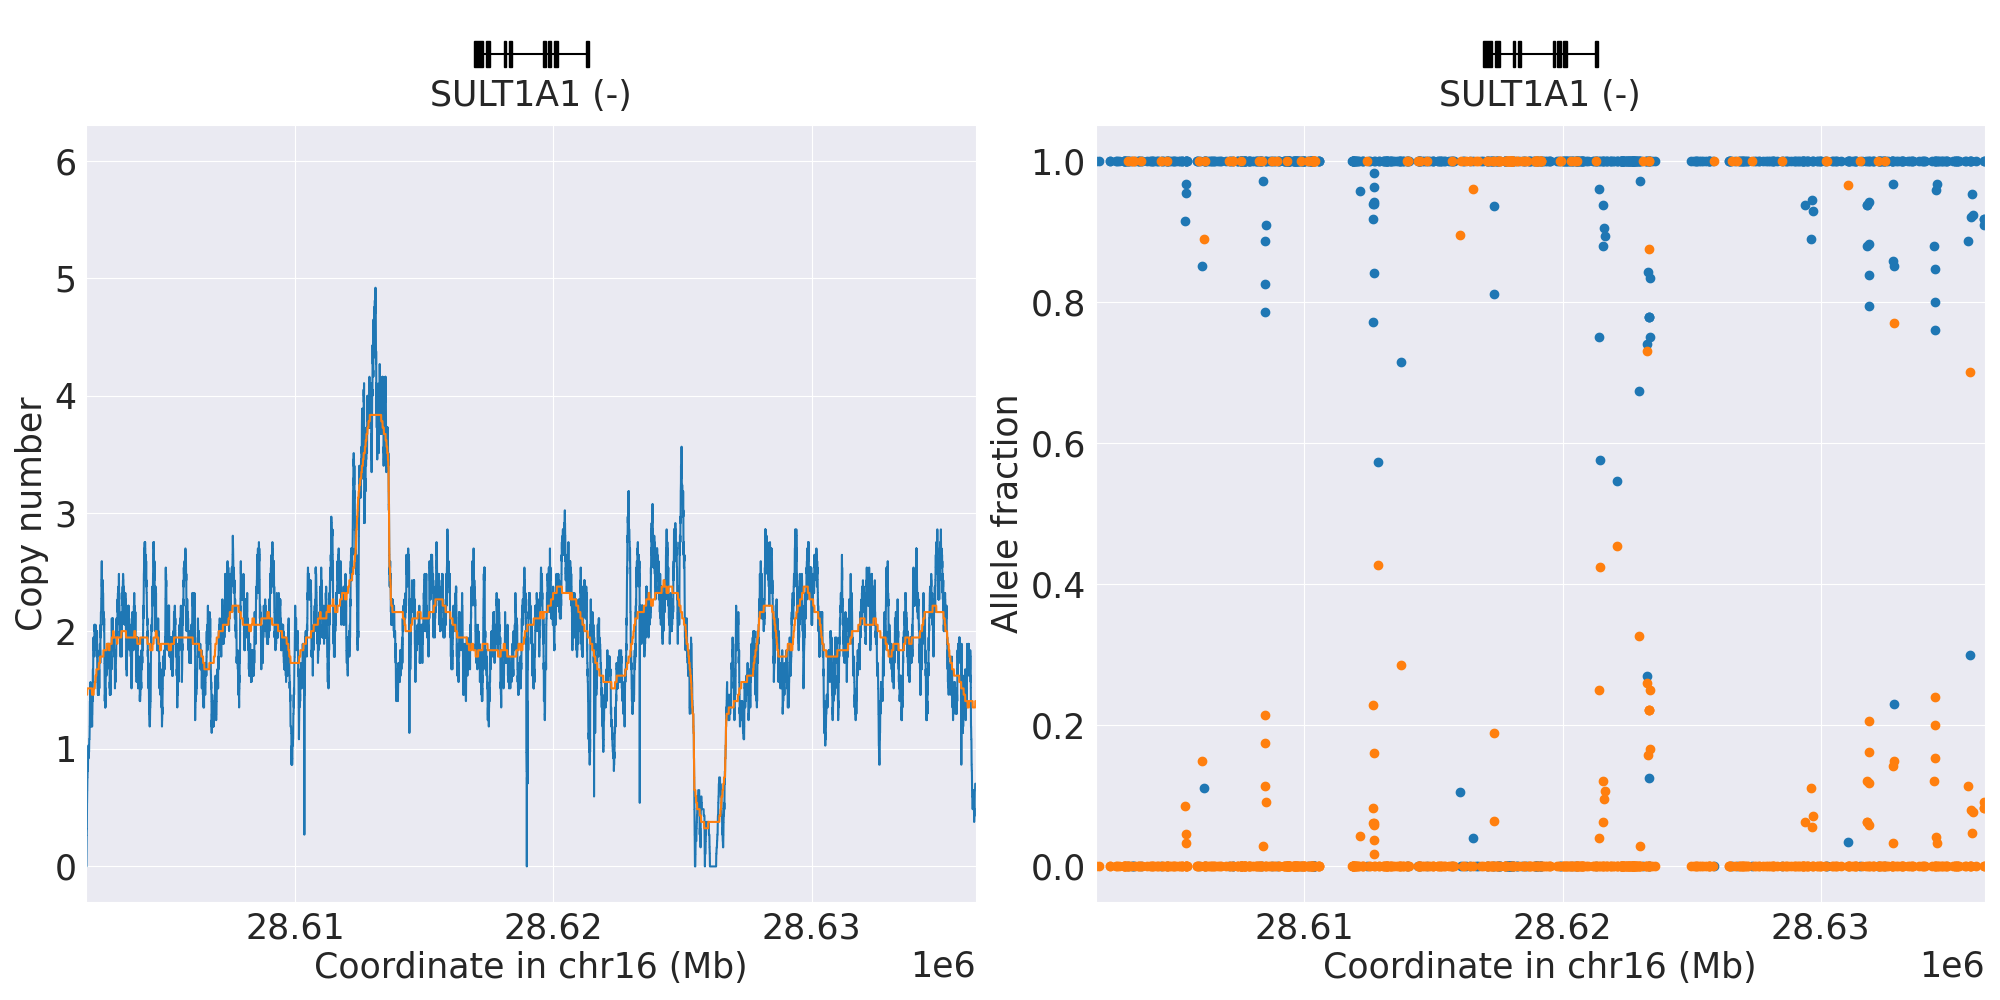 SULT1A1 (-)
6
5
4
3
2
1
0
Copy number
28.61
28.62
28.63
Coordinate in chr16 (Mb)
1e6
SULT1A1 (-)
1.0
0.8
0.6
0.4
0.2
0.0
Allele fraction
28.61
28.62
28.63
Coordinate in chr16 (Mb)
1e6